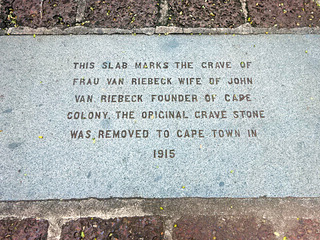 THIS SLAB MARKS THE GRAVE OF
FRAU VAN RIEBECK WIFE OF JOHN
VAN RIEBECK FOUNDER OF CAPE
COLONY. THE OPIGINAL GRAVE STONE
WAS REMOVED TO CAPE TOWN IN
1915